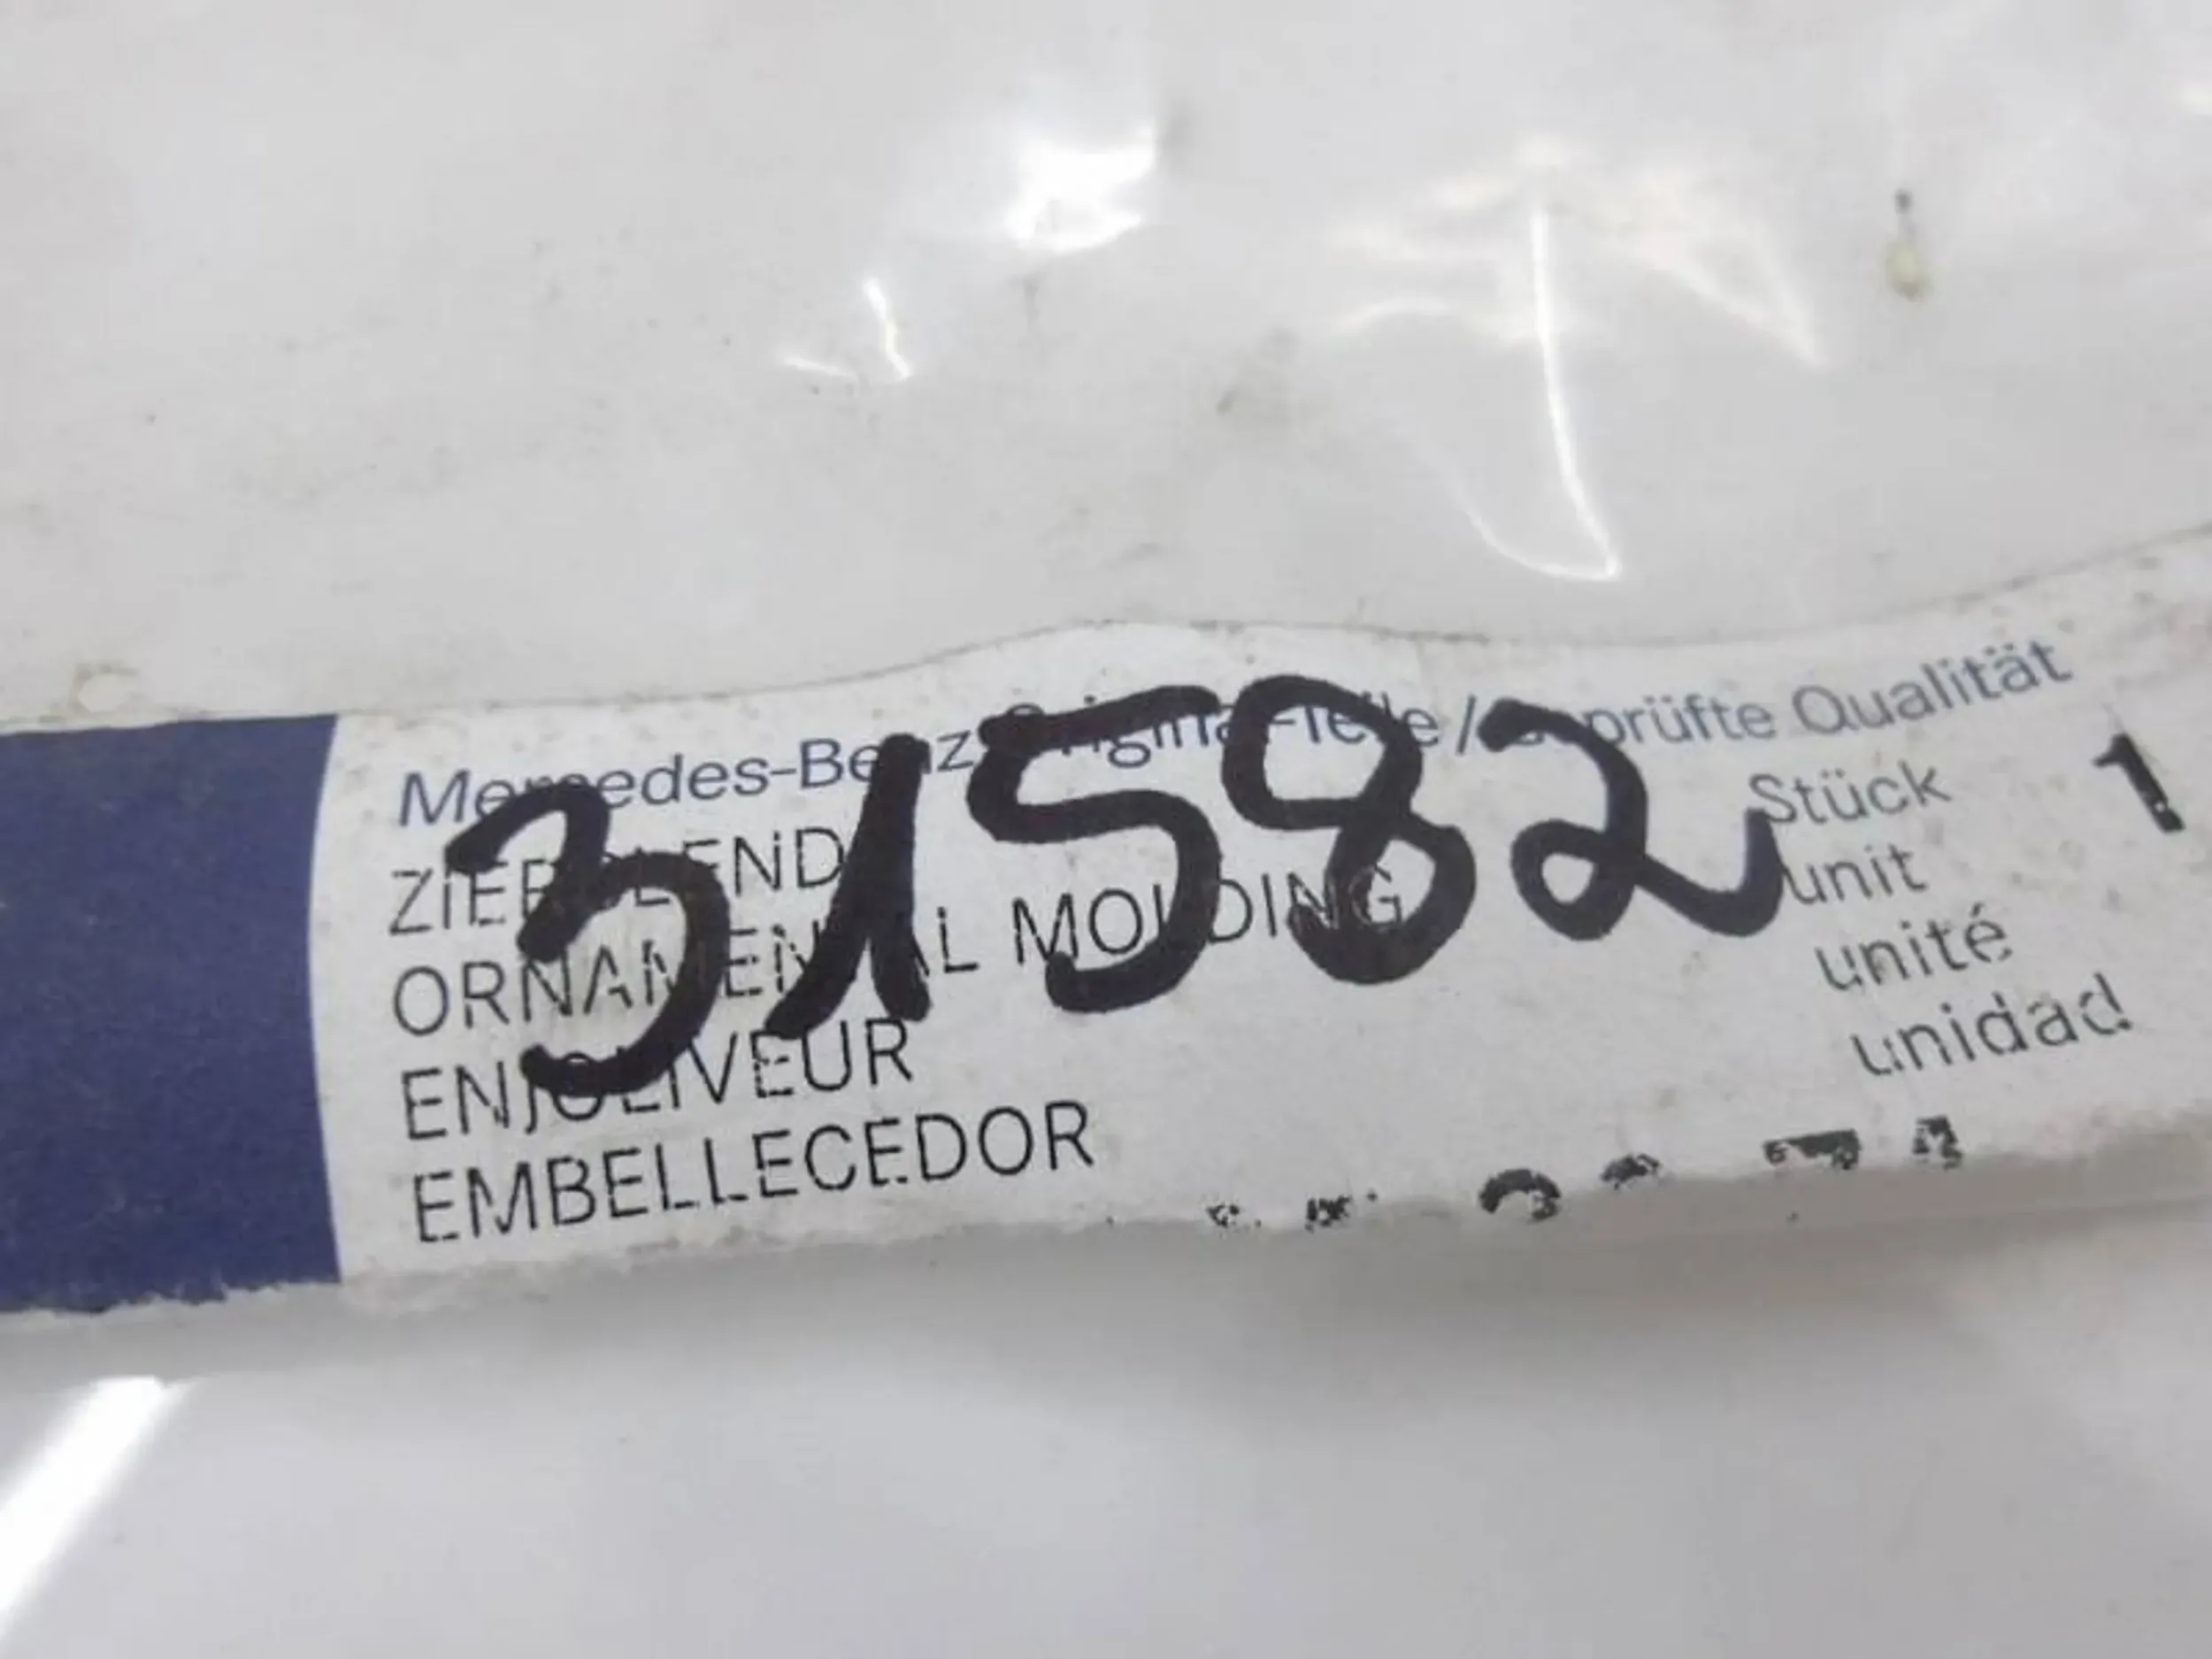 Mercedes-Benz Original-Teile / Geprüfte Qualität
31582
ZIERBLENDE
Stück 1
ORNAMENTAL MOLDING
unit
ENJOLIVEUR
unité
EMBELLECEDOR
unidad